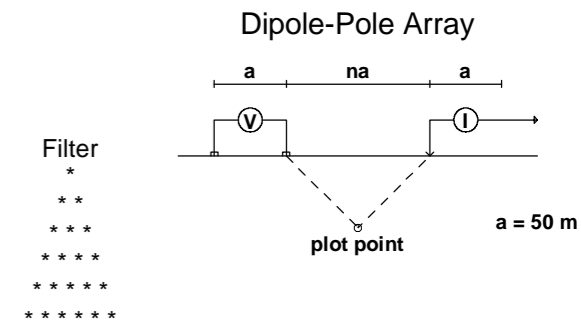 Dipole-Pole Array
a na a
V I
Filter
*
* *
* * *
* * * *
* * * * *
* * * * * *
a = 50 m
plot point